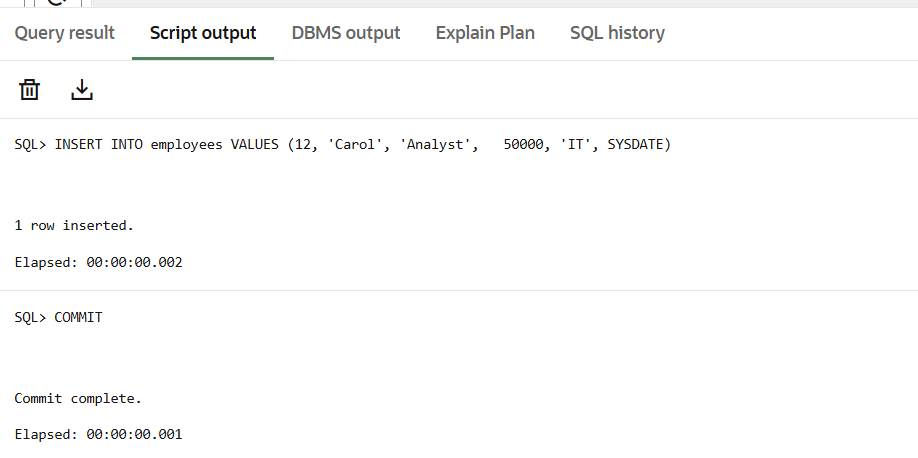 Query result Script output DBMS output Explain Plan SQL history
SQL> INSERT INTO employees VALUES (12, 'Carol', 'Analyst',   50000, 'IT', SYSDATE)
1 row inserted.
Elapsed: 00:00:00.002
SQL> COMMIT
Commit complete.
Elapsed: 00:00:00.001